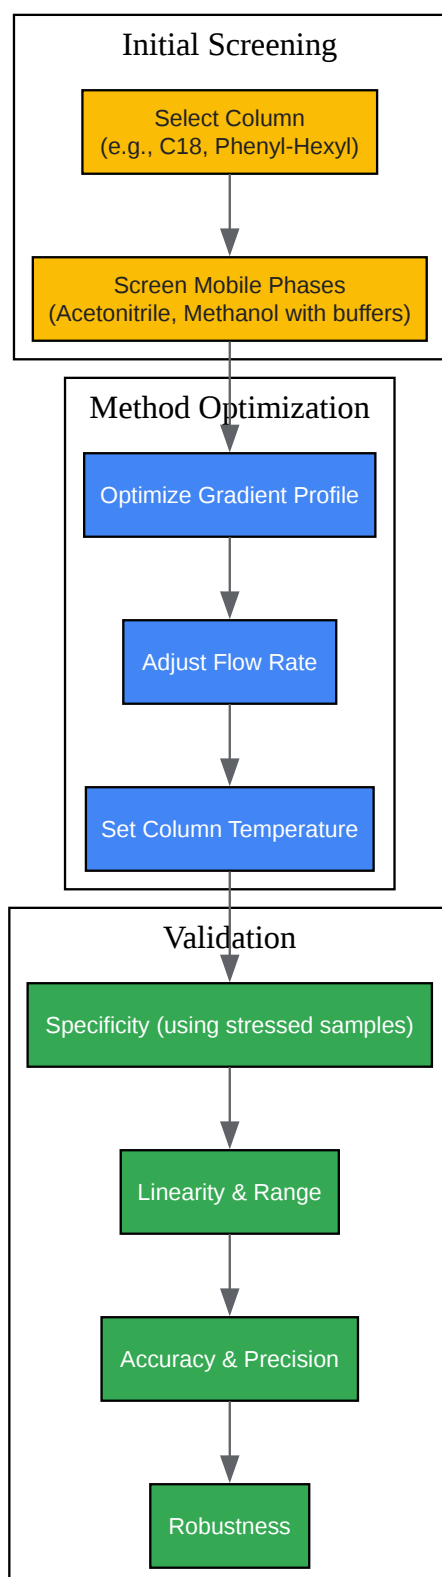 Initial Screening
Select Column
(e.g., C18, Phenyl-Hexyl)
Screen Mobile Phases
(Acetonitrile, Methanol with buffers)
Method Optimization
Optimize Gradient Profile
Adjust Flow Rate
Set Column Temperature
Validation
Specificity (using stressed samples)
Linearity & Range
Accuracy & Precision
Robustness